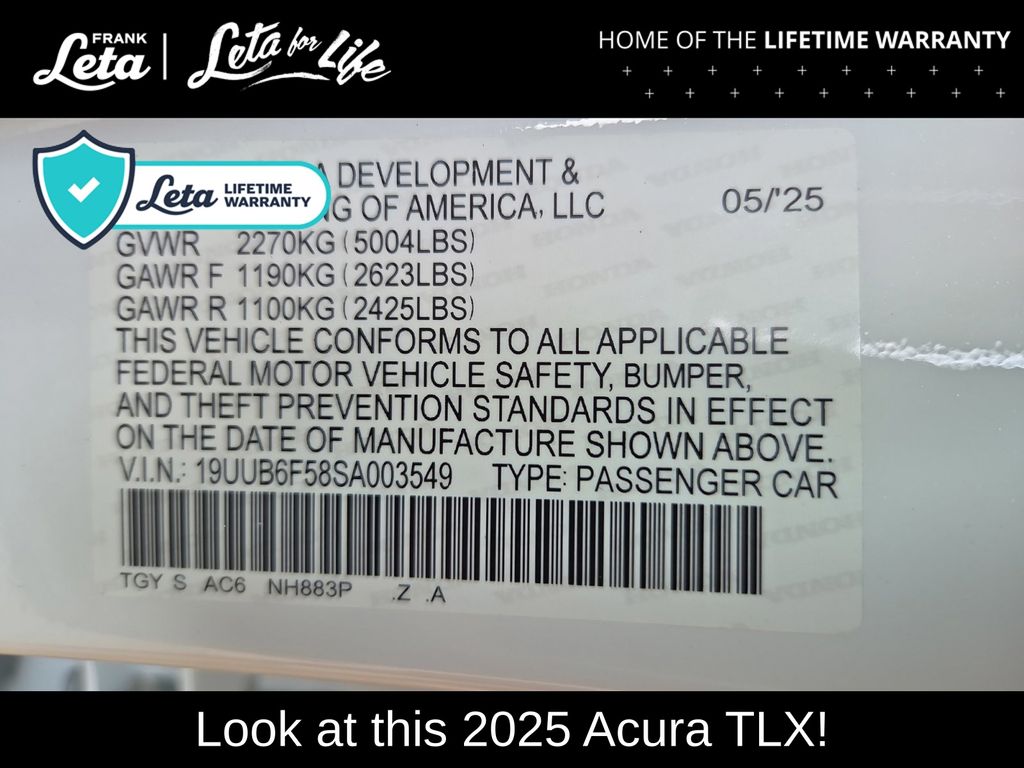 FRANK
Leta
Leta for Life
HOME OF THE LIFETIME WARRANTY
A DEVELOPMENT &
NG OF AMERICA, LLC 05/'25
Leta LIFETIME
WARRANTY
GVWR 2270KG (5004LBS)
GAWR F 1190KG (2623LBS)
GAWR R 1100KG (2425LBS)
THIS VEHICLE CONFORMS TO ALL APPLICABLE
FEDERAL MOTOR VEHICLE SAFETY, BUMPER,
AND THEFT PREVENTION STANDARDS IN EFFECT
ON THE DATE OF MANUFACTURE SHOWN ABOVE.
V.I.N.: 19UUB6F58SA003549 TYPE: PASSENGER CAR
TGY S AC6 NH883P .Z .A
Look at this 2025 Acura TLX!